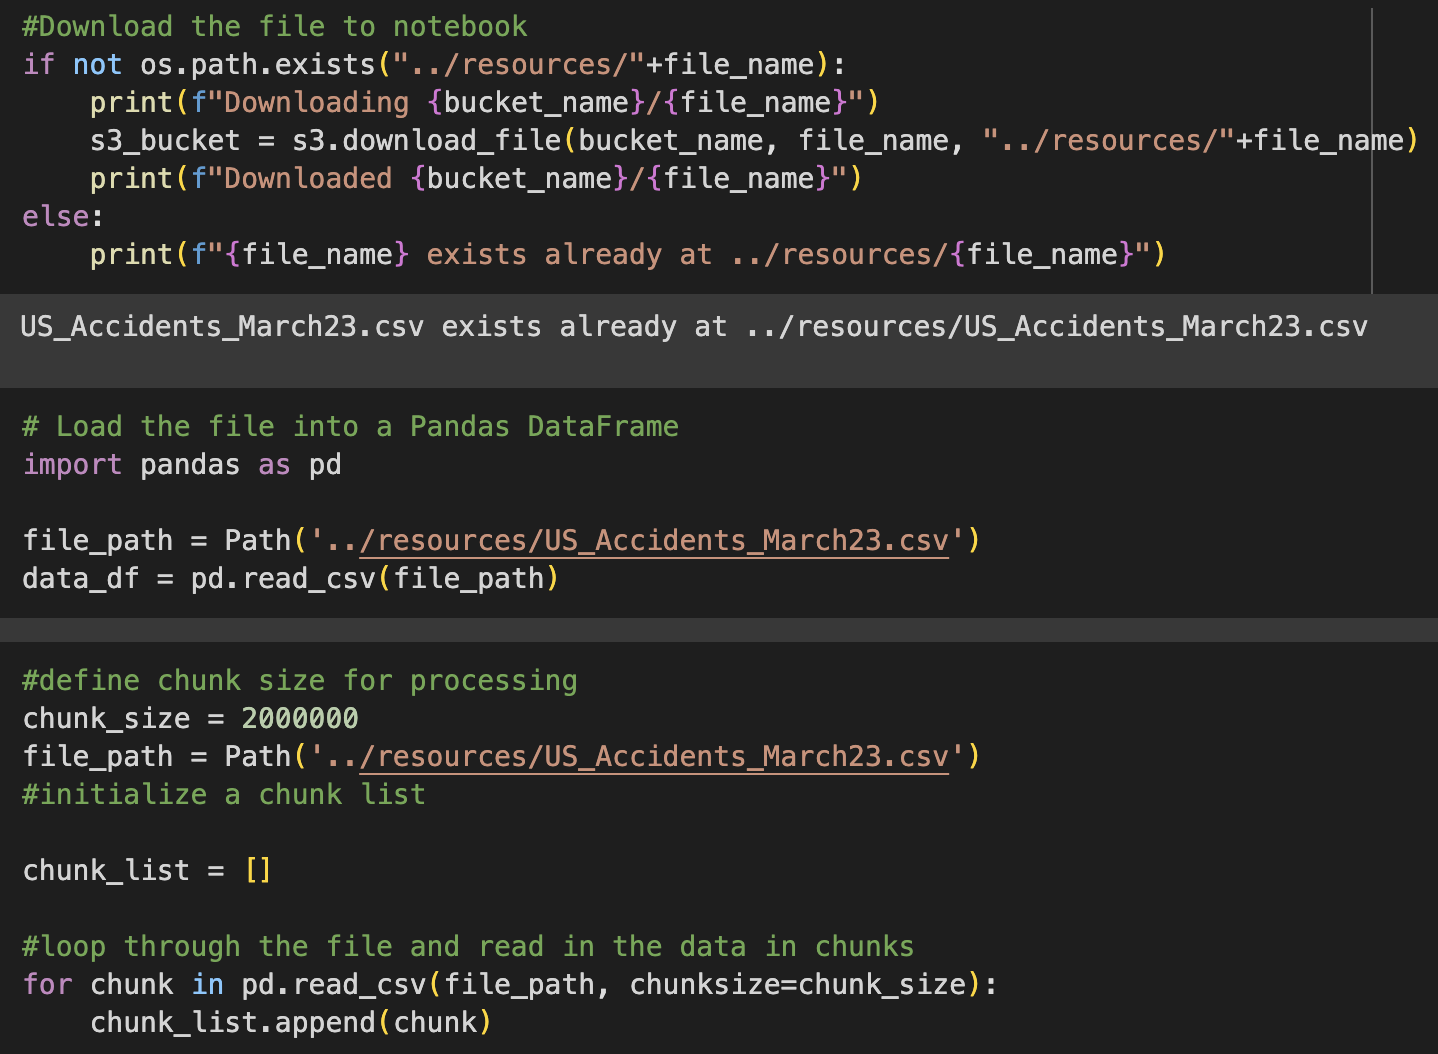 #Download the file to notebook
if not os.path.exists("../resources/"+file_name):
    print(f"Downloading {bucket_name}/{file_name}")
    s3_bucket = s3.download_file(bucket_name, file_name, "../resources/"+file_name)
    print(f"Downloaded {bucket_name}/{file_name}")
else:
    print(f"{file_name} exists already at ../resources/{file_name}")
US_Accidents_March23.csv exists already at ../resources/US_Accidents_March23.csv
# Load the file into a Pandas DataFrame
import pandas as pd
file_path = Path('../resources/US_Accidents_March23.csv')
data_df = pd.read_csv(file_path)
#define chunk size for processing
chunk_size = 2000000
file_path = Path('../resources/US_Accidents_March23.csv')
#initialize a chunk list
chunk_list = []
#loop through the file and read in the data in chunks
for chunk in pd.read_csv(file_path, chunksize=chunk_size):
    chunk_list.append(chunk)